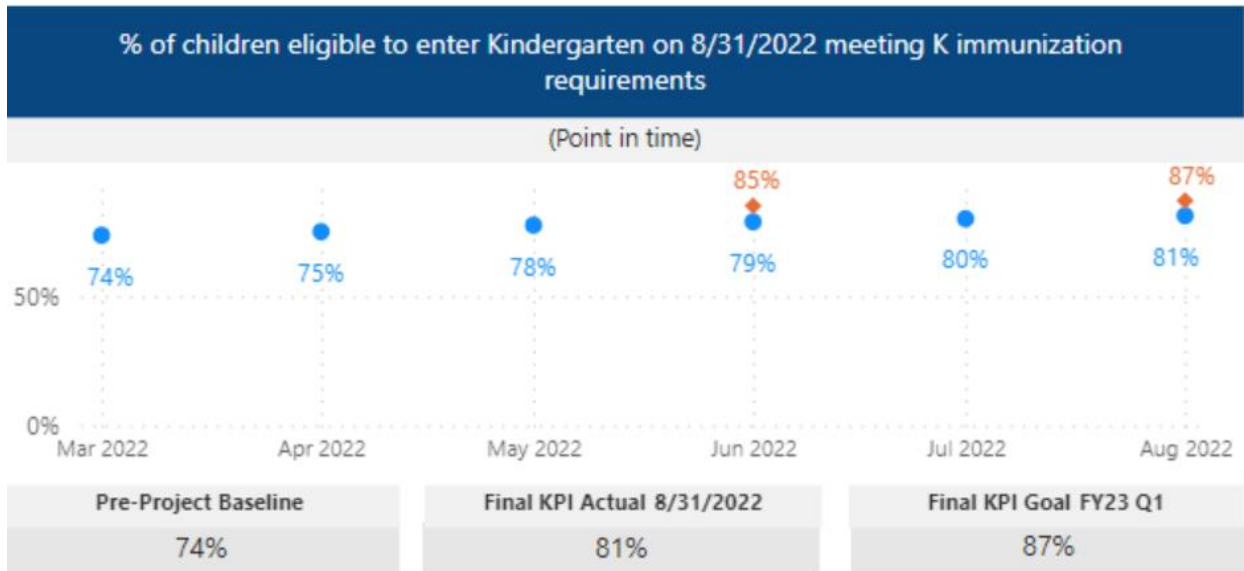 % of children eligible to enter Kindergarten on 8/31/2022 meeting K immunization
requirements
(Point in time)
85% 87%
74% 75% 78% 79% 80% 81%
50%
0%
Mar 2022 Apr 2022 May 2022 Jun 2022 Jul 2022 Aug 2022
Pre-Project Baseline Final KPI Actual 8/31/2022 Final KPI Goal FY23 Q1
74% 81% 87%